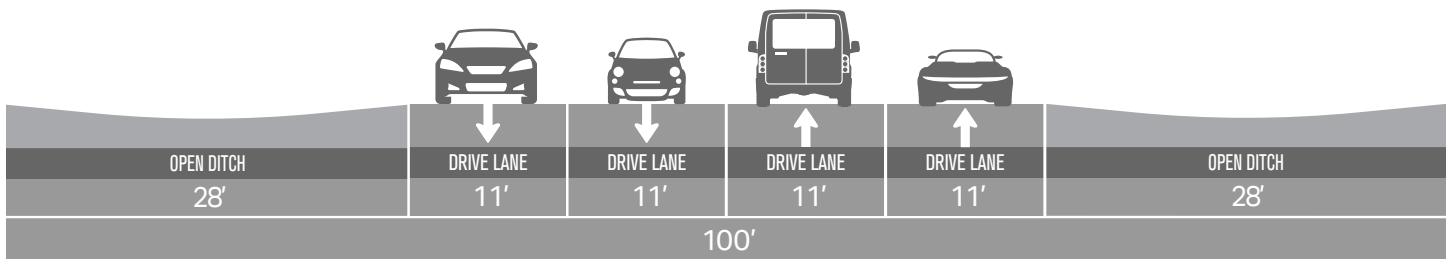 OPEN DITCH DRIVE LANE DRIVE LANE DRIVE LANE DRIVE LANE OPEN DITCH
28' 11' 11' 11' 11' 28'
100'